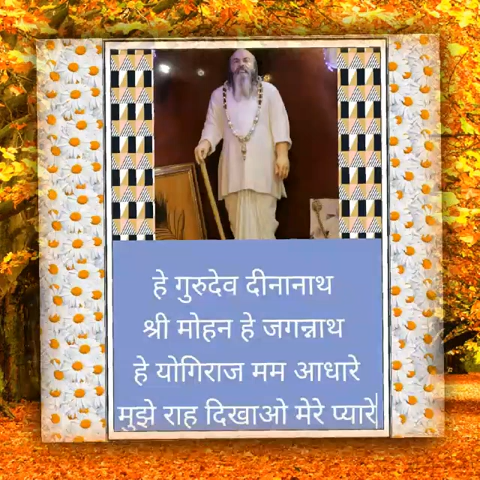 हे गुरुदेव दीनानाथ
श्री मोहन हे जगन्नाथ
हे योगिराज मम आधारे
मुझे राह दिखाओ मेरे प्यारे